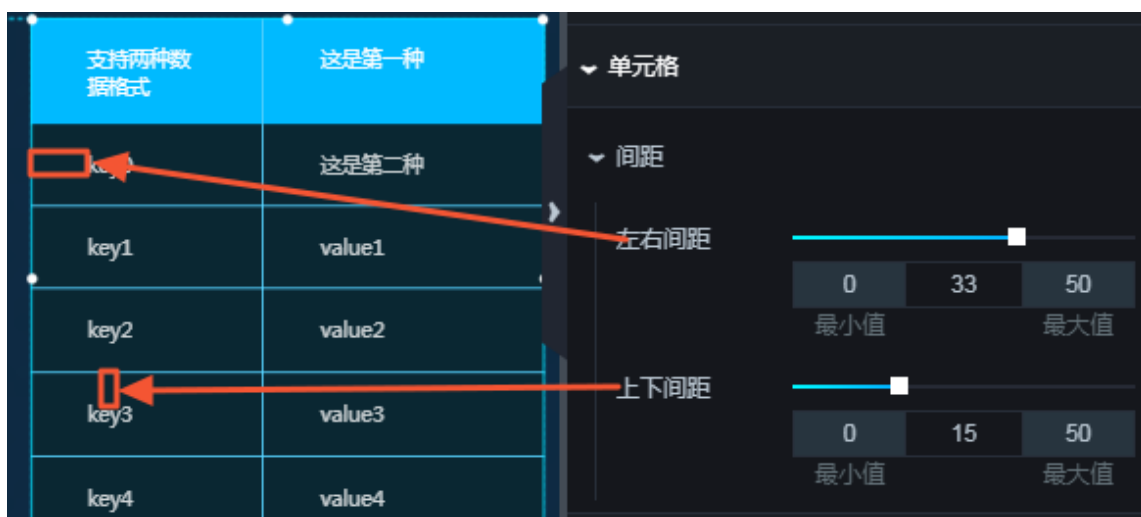 支持两种数
据格式
这是第一种
这是第二种
key1
value1
key2
value2
key3
value3
key4
value4
单元格
间距
左右间距
0
33
50
最小值
最大值
上下间距
0
15
50
最小值
最大值